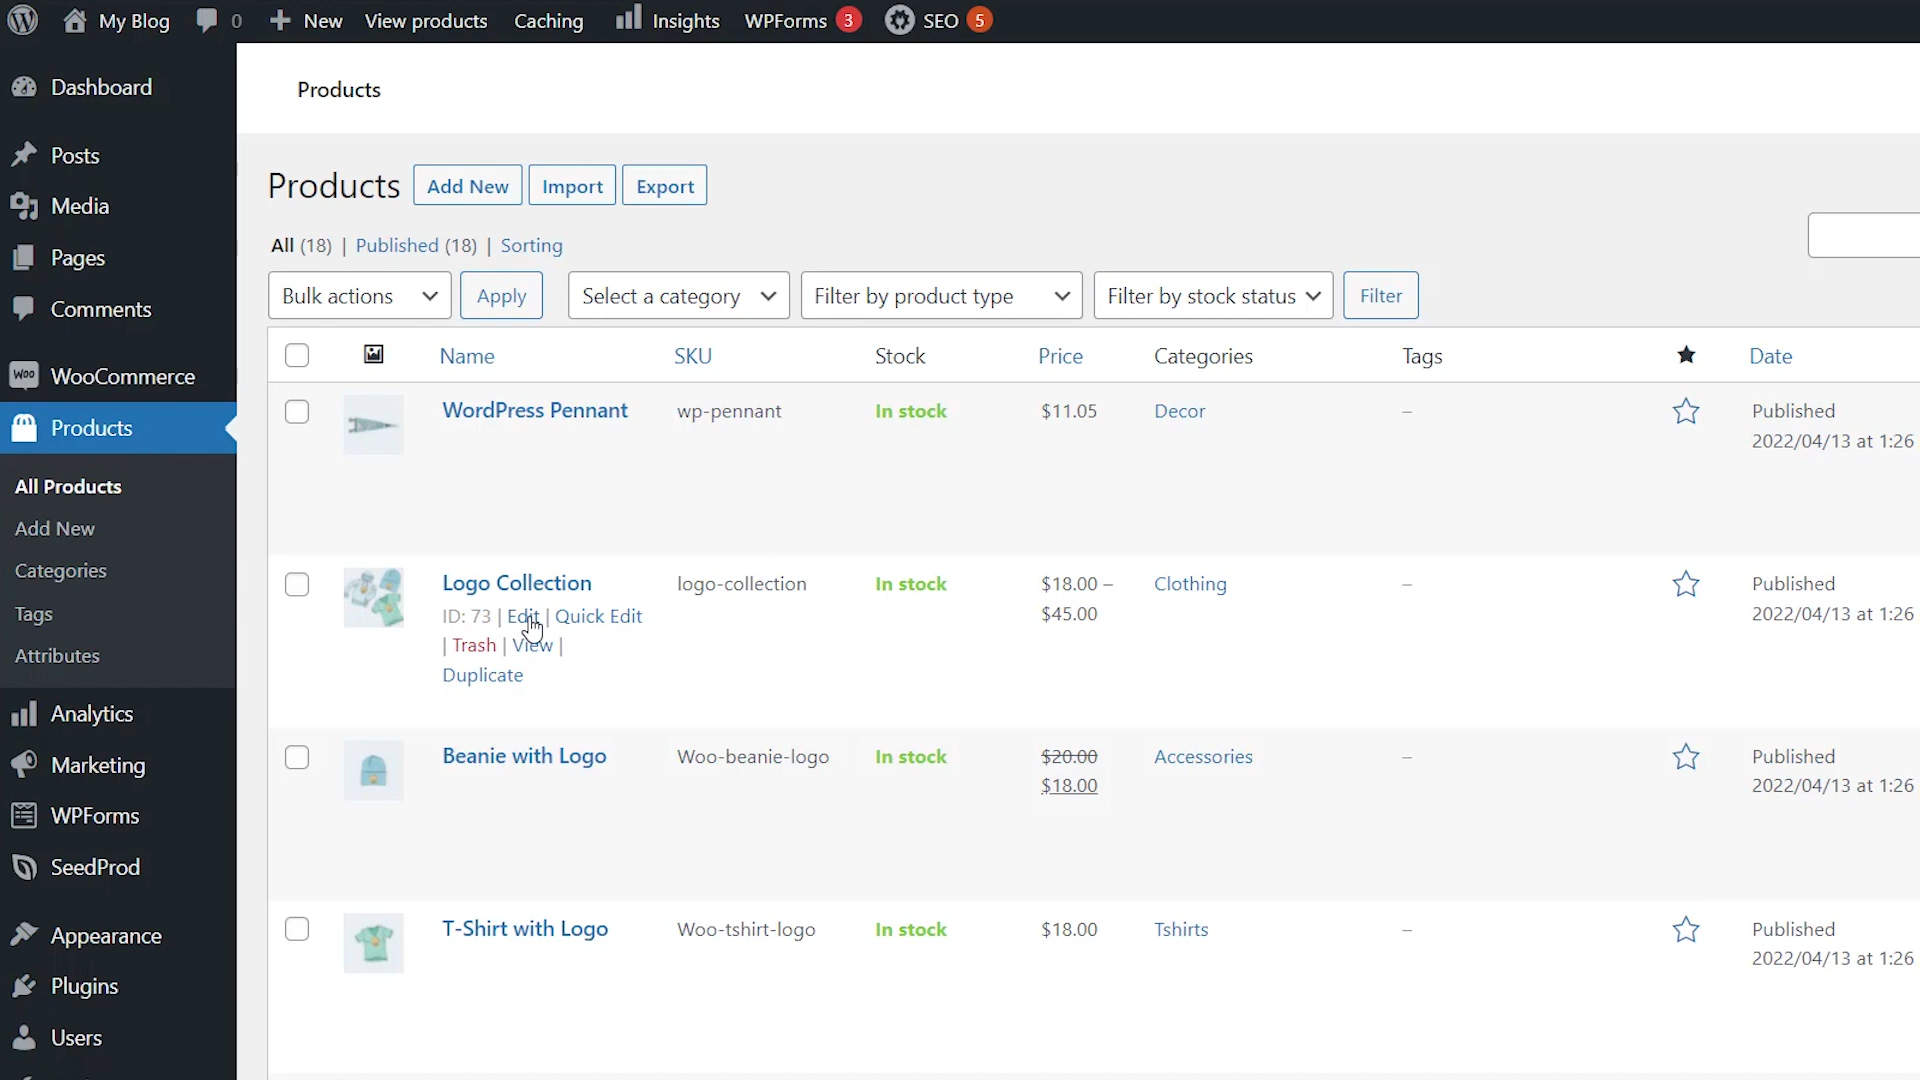 My Blog 0 New View products Caching Insights WPForms 3 SEO 5
Dashboard
Posts
Media
Pages
Comments
WooCommerce
Products
All Products
Add New
Categories
Tags
Attributes
Analytics
Marketing
WPForms
SeedProd
Appearance
Plugins
Users
Products
Products Add New Import Export
All (18) | Published (18) | Sorting
Bulk actions Apply Select a category Filter by product type Filter by stock status Filter
Name SKU Stock Price Categories Tags Date
WordPress Pennant wp-pennant In stock $11.05 Decor – Published
2022/04/13 at 1:26
Logo Collection logo-collection In stock $18.00 – Clothing – Published
ID: 73 | Edit | Quick Edit $45.00 2022/04/13 at 1:26
| Trash | View |
Duplicate
Beanie with Logo Woo-beanie-logo In stock $20.00 Accessories – Published
$18.00 2022/04/13 at 1:26
T-Shirt with Logo Woo-tshirt-logo In stock $18.00 Tshirts – Published
2022/04/13 at 1:26